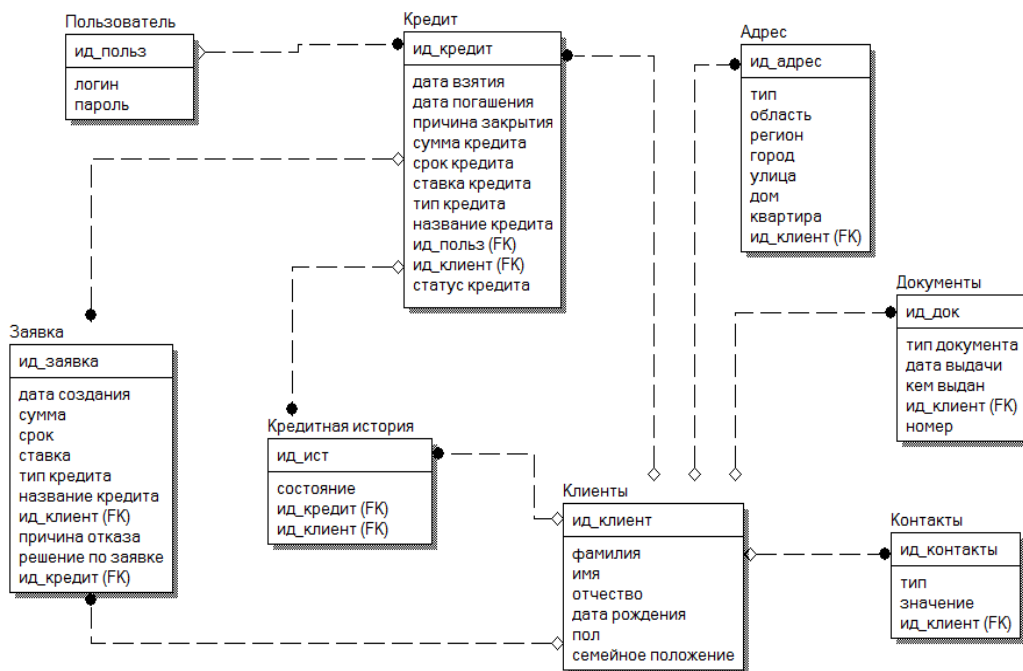 Пользователь
ид_польз
логин
пароль
Кредит
ид_кредит
дата взятия
дата погашения
причина закрытия
сумма кредита
срок кредита
ставка кредита
тип кредита
название кредита
ид_польз (FK)
ид_клиент (FK)
статус кредита
Адрес
ид_адрес
тип
область
регион
город
улица
дом
квартира
ид_клиент (FK)
Документы
ид_док
тип документа
дата выдачи
кем выдан
ид_клиент (FK)
номер
Заявка
ид_заявка
дата создания
сумма
срок
ставка
тип кредита
название кредита
ид_клиент (FK)
причина отказа
решение по заявке
ид_кредит (FK)
Кредитная история
ид_ист
состояние
ид_кредит (FK)
ид_клиент (FK)
Клиенты
ид_клиент
фамилия
имя
отчество
дата рождения
пол
семейное положение
Контакты
ид_контакты
тип
значение
ид_клиент (FK)